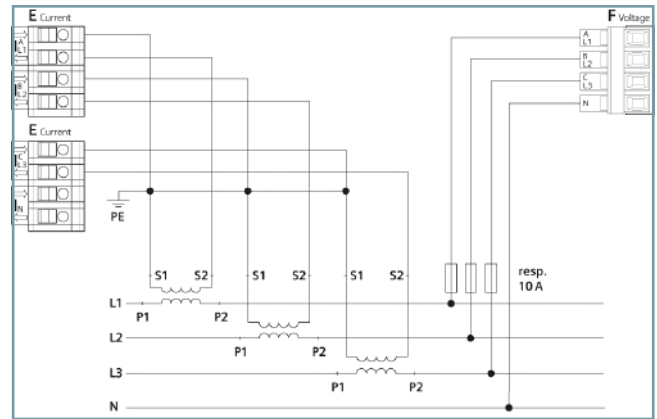 E Current
F Voltage
I
A
L1
A
L1
I
B
L2
B
L2
C
L3
N
E Current
I
C
L3
I
N
PE
S1 S2 S1 S2 S1 S2
resp.
10 A
L1
P1 P2
L2
P1 P2
L3
P1 P2
N